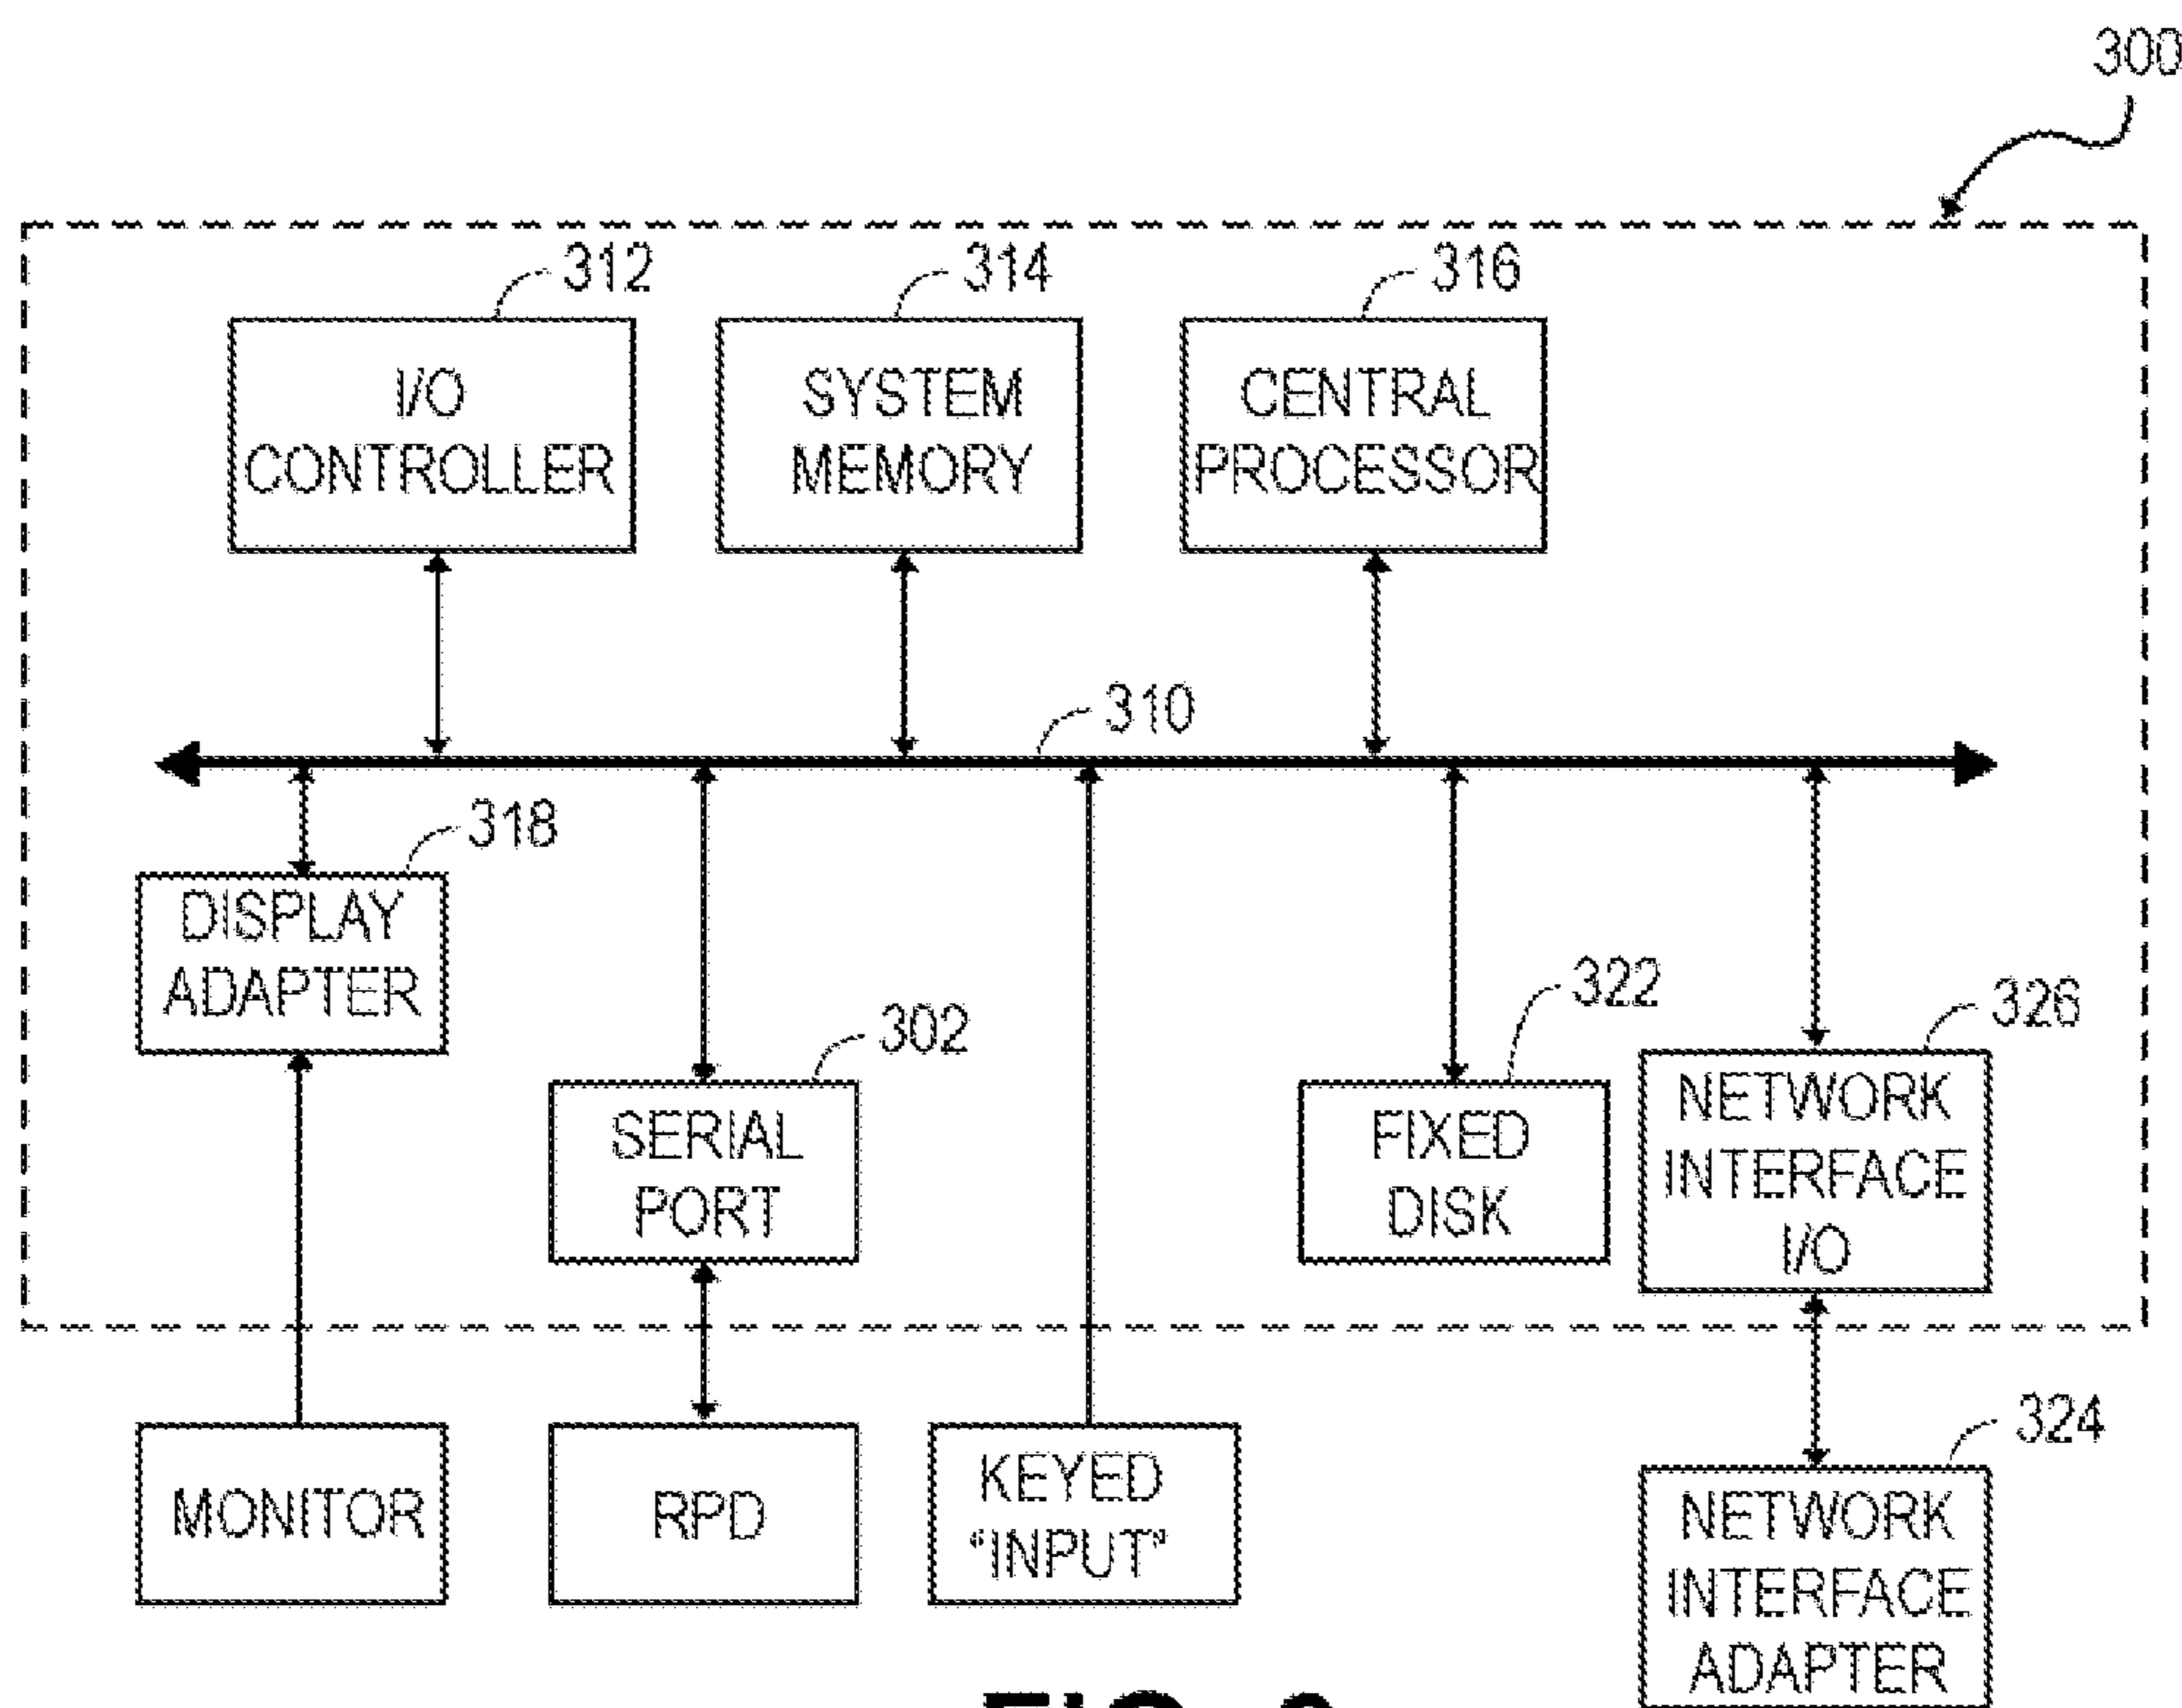 300
312
314
316
I/O
CONTROLLER
SYSTEM
MEMORY
CENTRAL
PROCESSOR
310
318
DISPLAY
ADAPTER
302
SERIAL
PORT
322
FIXED
DISK
326
NETWORK
INTERFACE
I/O
MONITOR
RPD
KEYED
"INPUT"
324
NETWORK
INTERFACE
ADAPTER
FIG.